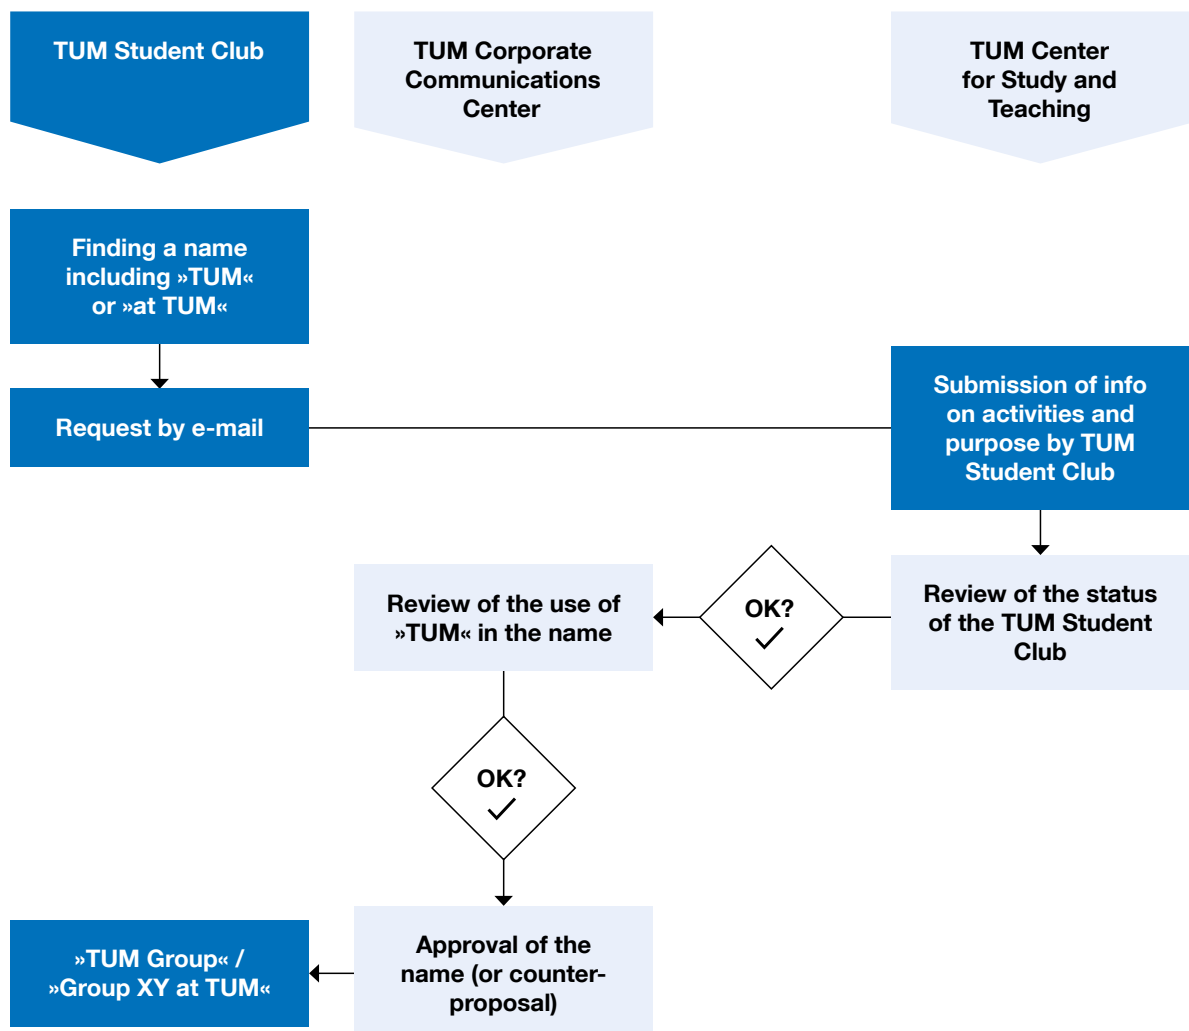 TUM Student Club
TUM Corporate
Communications
Center
TUM Center
for Study and
Teaching
Finding a name
including »TUM«
or »at TUM«
Request by e-mail
Submission of info
on activities and
purpose by TUM
Student Club
Review of the status
of the TUM Student
Club
OK?
Review of the use of
»TUM« in the name
OK?
Approval of the
name (or counter-
proposal)
»TUM Group« /
»Group XY at TUM«